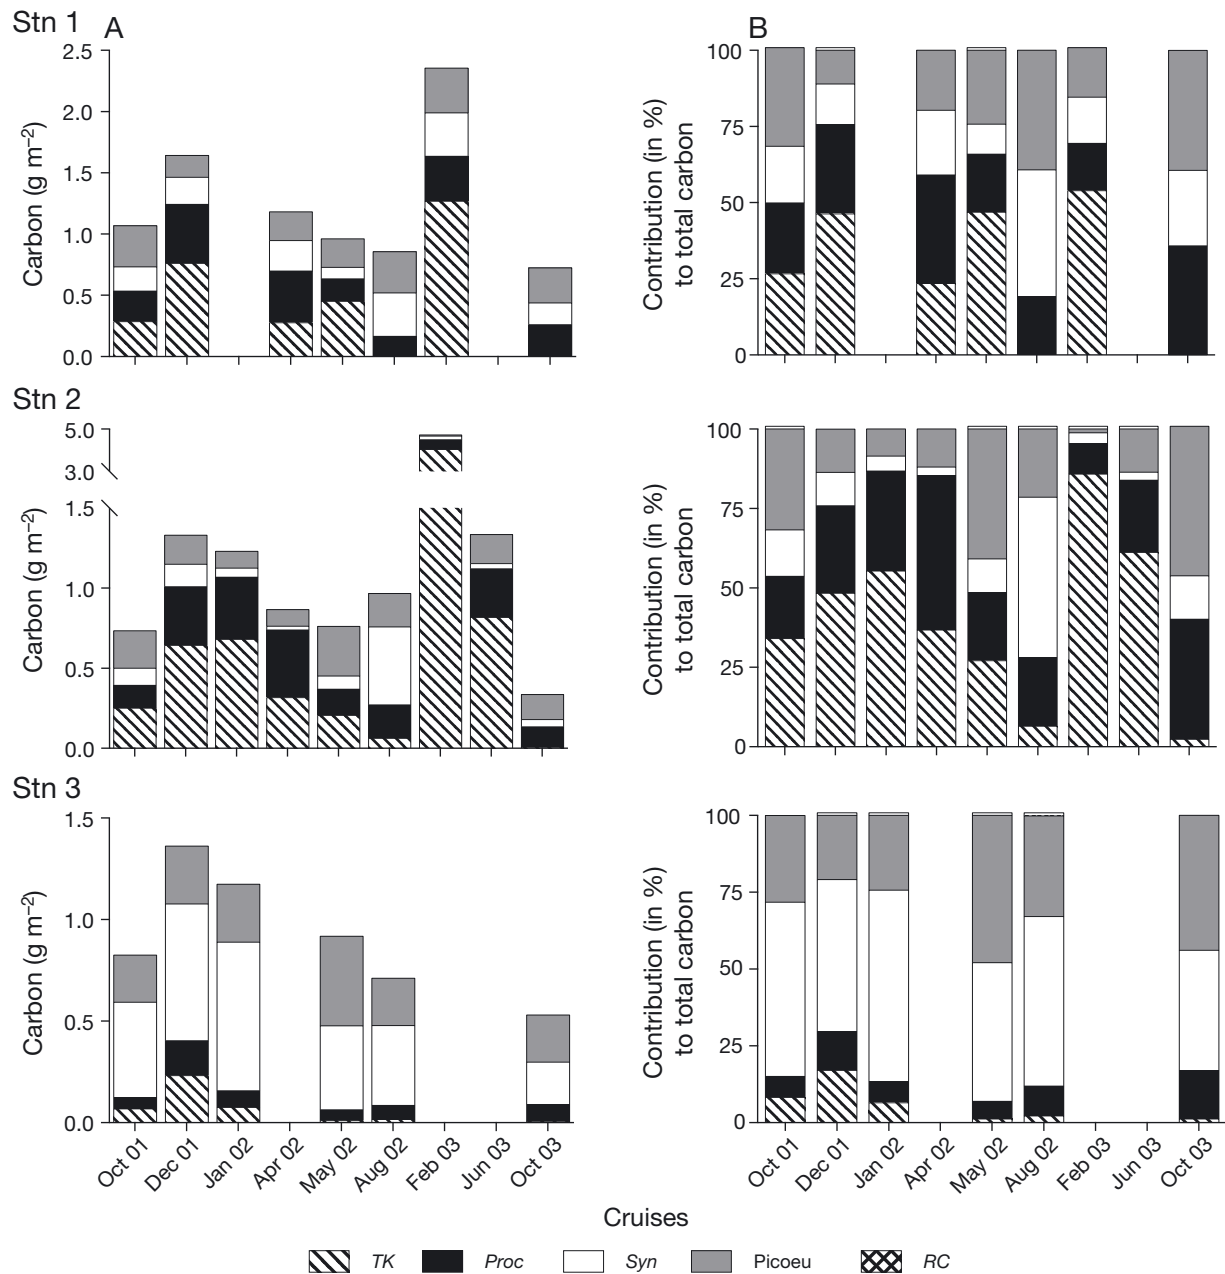 Stn 1
A
B
2.5
2.0
1.5
1.0
0.5
0.0
Carbon (g m⁻²)
100
75
50
25
0
Contribution (in %)
to total carbon
Stn 2
5.0
3.0
1.5
1.0
0.5
0.0
Carbon (g m⁻²)
100
75
50
25
0
Contribution (in %)
to total carbon
Stn 3
1.5
1.0
0.5
0.0
Carbon (g m⁻²)
100
75
50
25
0
Contribution (in %)
to total carbon
Oct 01
Dec 01
Jan 02
Apr 02
May 02
Aug 02
Feb 03
Jun 03
Oct 03
Oct 01
Dec 01
Jan 02
Apr 02
May 02
Aug 02
Feb 03
Jun 03
Oct 03
Cruises
TK Proc Syn Picoeu RC